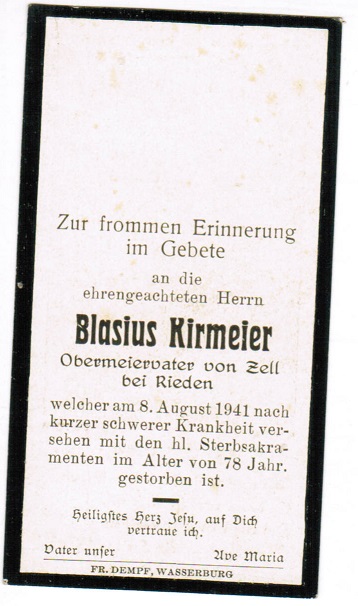 Zur frommen Erinnerung
im Gebete
an die
ehrengeachteten Herrn
Blasius Kirmeier
Obermeiervater von Zell
bei Rieden
welcher am 8. August 1941 nach
kurzer schwerer Krankheit ver-
sehen mit den hl. Sterbsakra-
menten im Alter von 78 Jahr.
gestorben ist.
Heiligstes Herz Jesu, auf Dich
vertraue ich.
Vater unser Ave Maria
FR. DEMPF, WASSERBURG